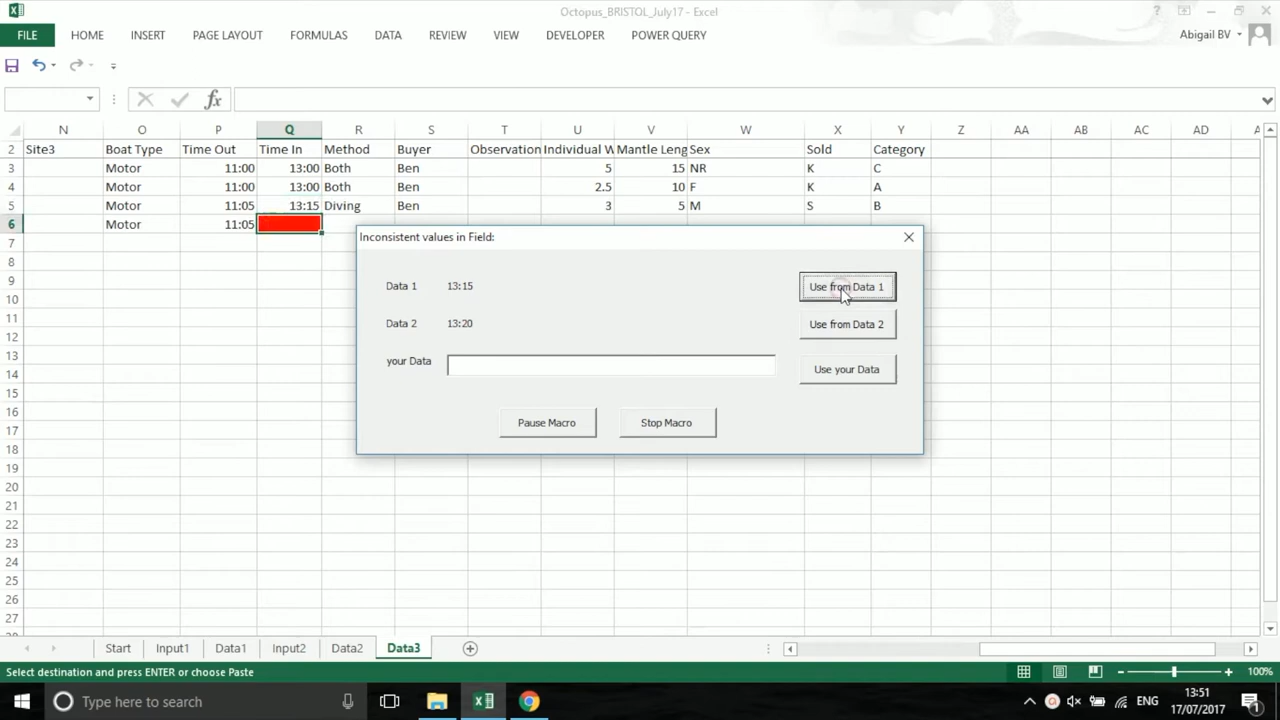 Octopus_BRISTOL_July17 - Excel
FILE HOME INSERT PAGE LAYOUT FORMULAS DATA REVIEW VIEW DEVELOPER POWER QUERY Abigail BV
N O P Q R S T U V W X Y Z AA AB AC AD
2 Site3 Boat Type Time Out Time In Method Buyer Observation Individual W Mantle Leng Sex Sold Category
3 Motor 11:00 13:00 Both Ben 5 15 NR K C
4 Motor 11:00 13:00 Both Ben 2.5 10 F K A
5 Motor 11:05 13:15 Diving Ben 3 5 M S B
6 Motor 11:05
Inconsistent values in Field:
7
8
9
Data 1 13:15 Use from Data 1
10
11
Data 2 13:20 Use from Data 2
12
13
your Data Use your Data
14
15
16
Pause Macro Stop Macro
17
18
19
20
21
22
23
24
25
26
27
Start Input1 Data1 Input2 Data2 Data3
Select destination and press ENTER or choose Paste 100%
Type here to search ENG 13:51
17/07/2017